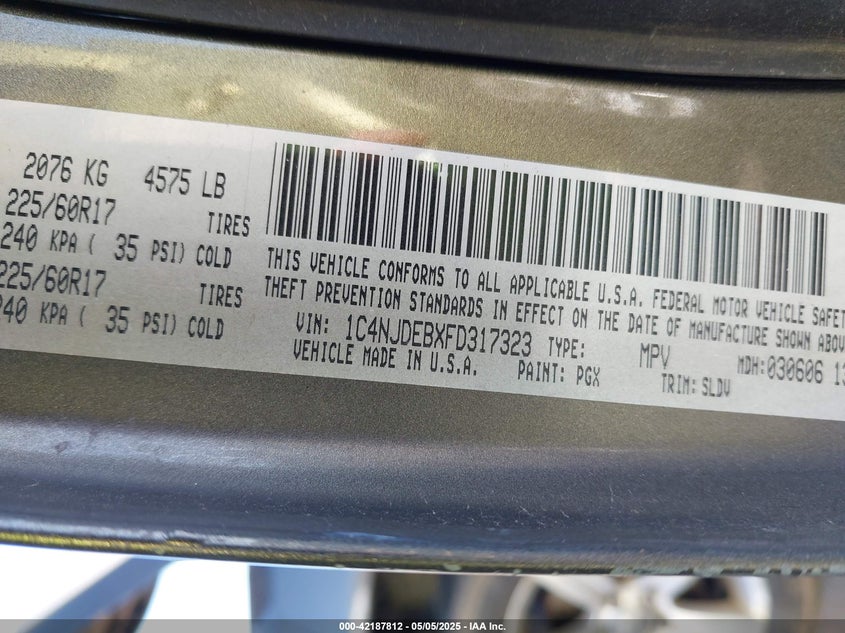 2076 KG 4575 LB
225/60R17 TIRES
240 KPA ( 35 PSI) COLD
225/60R17 TIRES
240 KPA ( 35 PSI) COLD
THIS VEHICLE CONFORMS TO ALL APPLICABLE U.S.A. FEDERAL MOTOR VEHICLE SAFET
THEFT PREVENTION STANDARDS IN EFFECT ON THE DATE OF MANUFACTURE SHOWN ABOV
VIN: 1C4NJDEBXFD317323 TYPE: MPV MDH:030606 13
VEHICLE MADE IN U.S.A. PAINT: PGX TRIM: SLDV
000-42187812 - 05/05/2025 - IAA Inc.